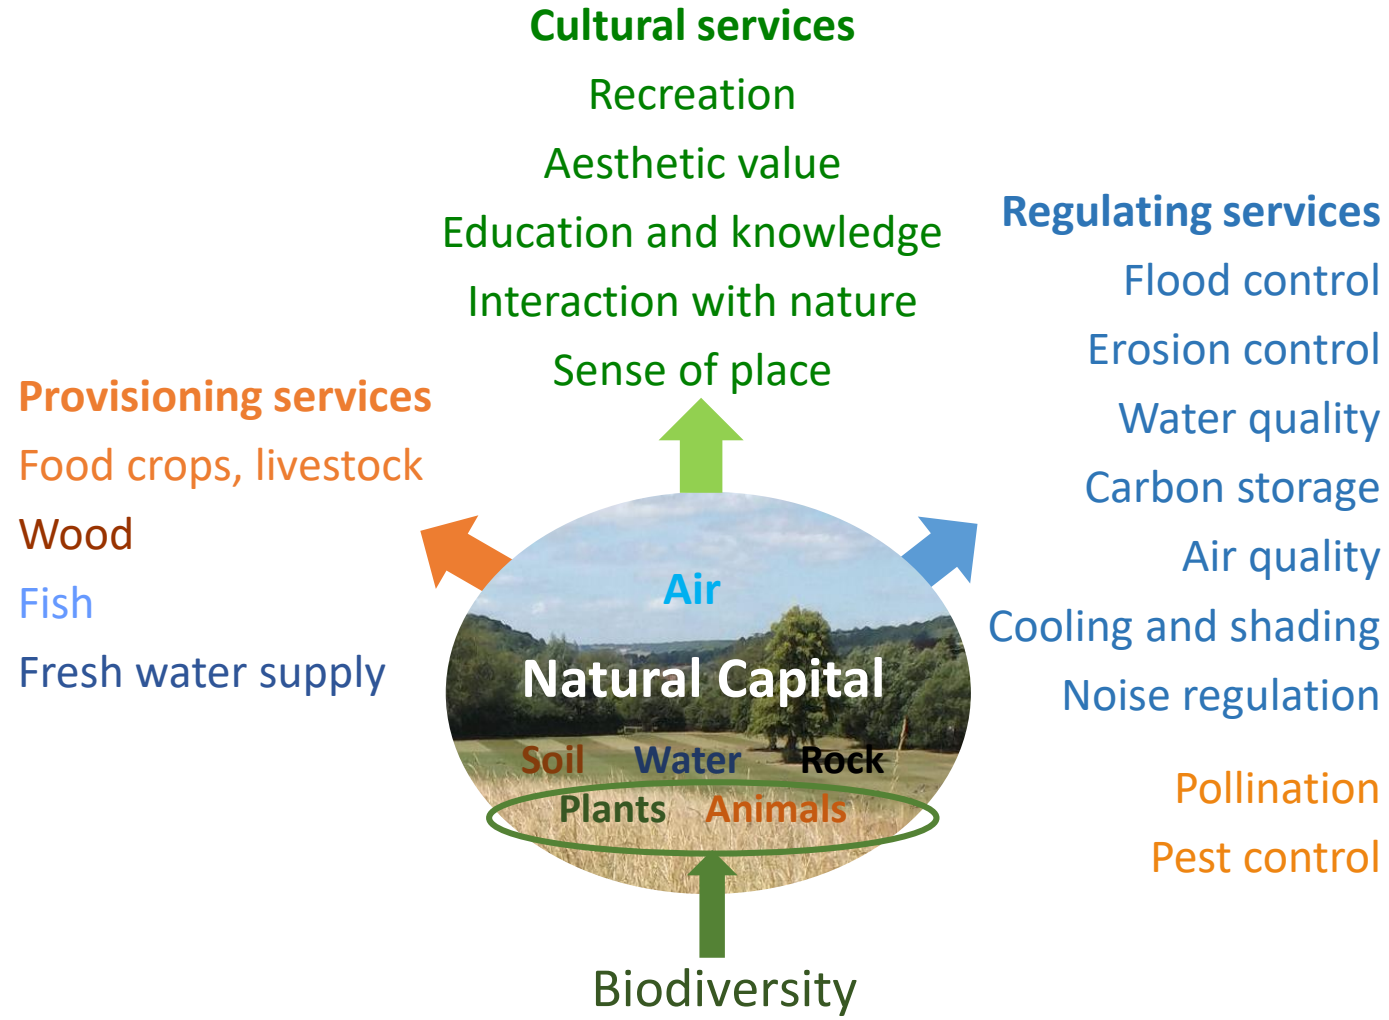 Cultural services
Recreation
Aesthetic value
Education and knowledge
Interaction with nature
Sense of place
Provisioning services
Food crops, livestock
Wood
Fish
Fresh water supply
Regulating services
Flood control
Erosion control
Water quality
Carbon storage
Air quality
Cooling and shading
Noise regulation
Pollination
Pest control
Air
Natural Capital
Soil Water Rock
Plants Animals
Biodiversity